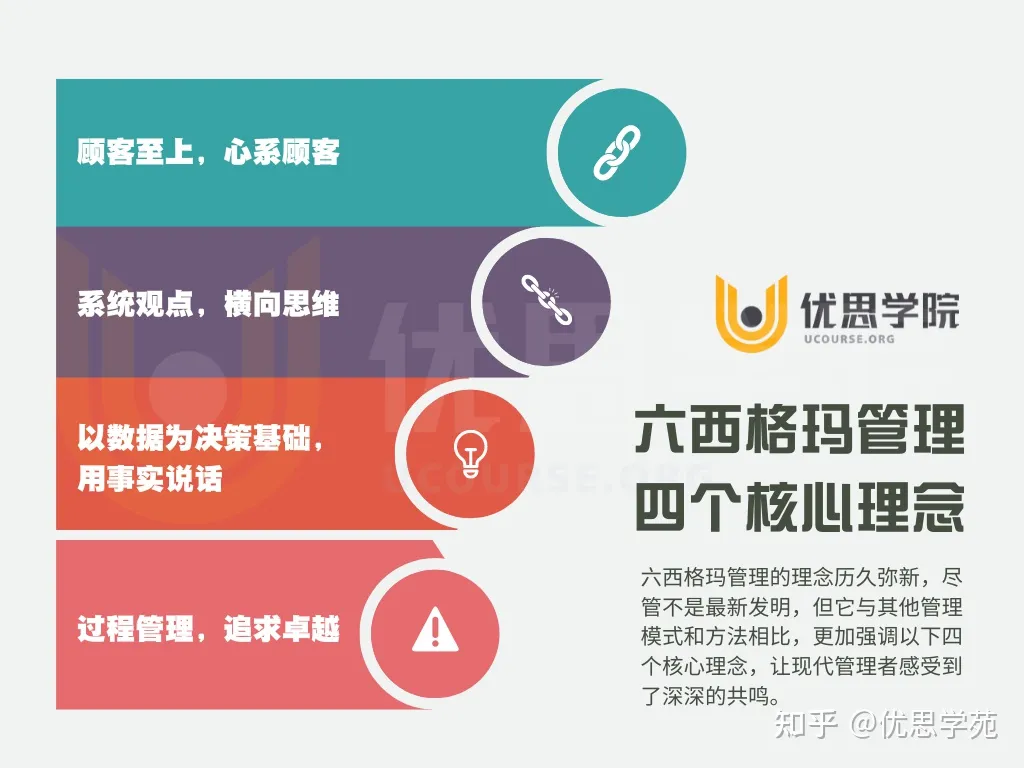 顾客至上，心系顾客
系统观点，横向思维
以数据为决策基础，
用事实说话
过程管理，追求卓越
优思学院
UCOURSE.ORG
六西格玛管理
四个核心理念
六西格玛管理的理念历久弥新，尽
管不是最新发明，但它与其他管理
模式和方法相比，更加强调以下四
个核心理念，让现代管理者感受到
了深深的共鸣。
知乎 @优思学苑
优思
UCOURSE.ORG